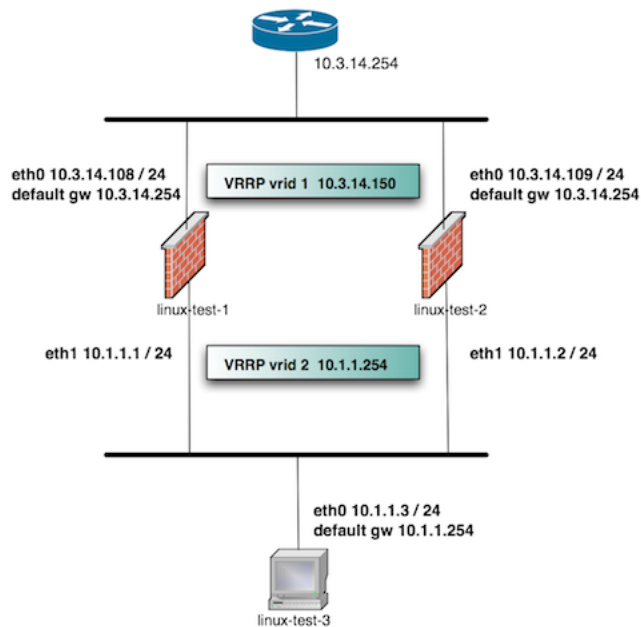 10.3.14.254
eth0 10.3.14.108 / 24
default gw 10.3.14.254
VRRP vrid 1 10.3.14.150
eth0 10.3.14.109 / 24
default gw 10.3.14.254
linux-test-1
linux-test-2
eth1 10.1.1.1 / 24
VRRP vrid 2 10.1.1.254
eth1 10.1.1.2 / 24
eth0 10.1.1.3 / 24
default gw 10.1.1.254
linux-test-3